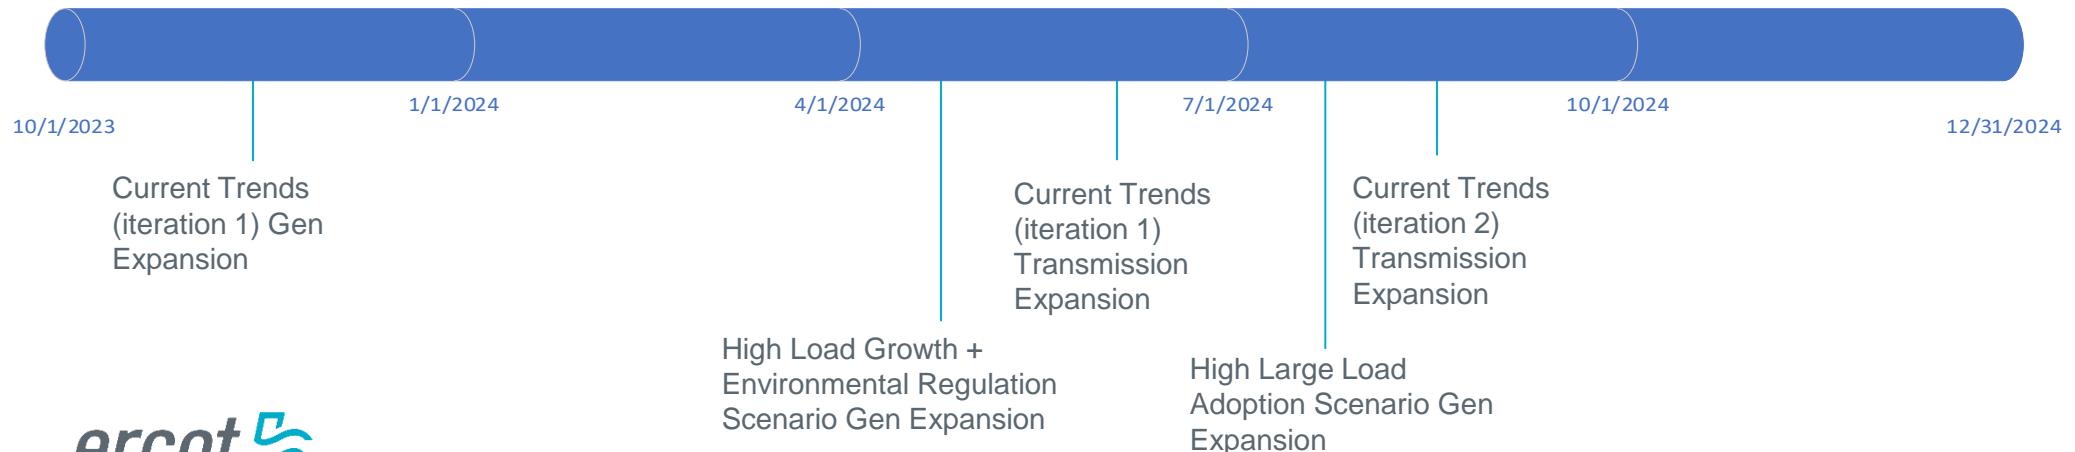 1/1/2024
4/1/2024
7/1/2024
10/1/2024
10/1/2023
12/31/2024
Current Trends
(iteration 1) Gen
Expansion
Current Trends
(iteration 1)
Transmission
Expansion
Current Trends
(iteration 2)
Transmission
Expansion
High Load Growth +
Environmental Regulation
Scenario Gen Expansion
High Large Load
Adoption Scenario Gen
Expansion
ercot